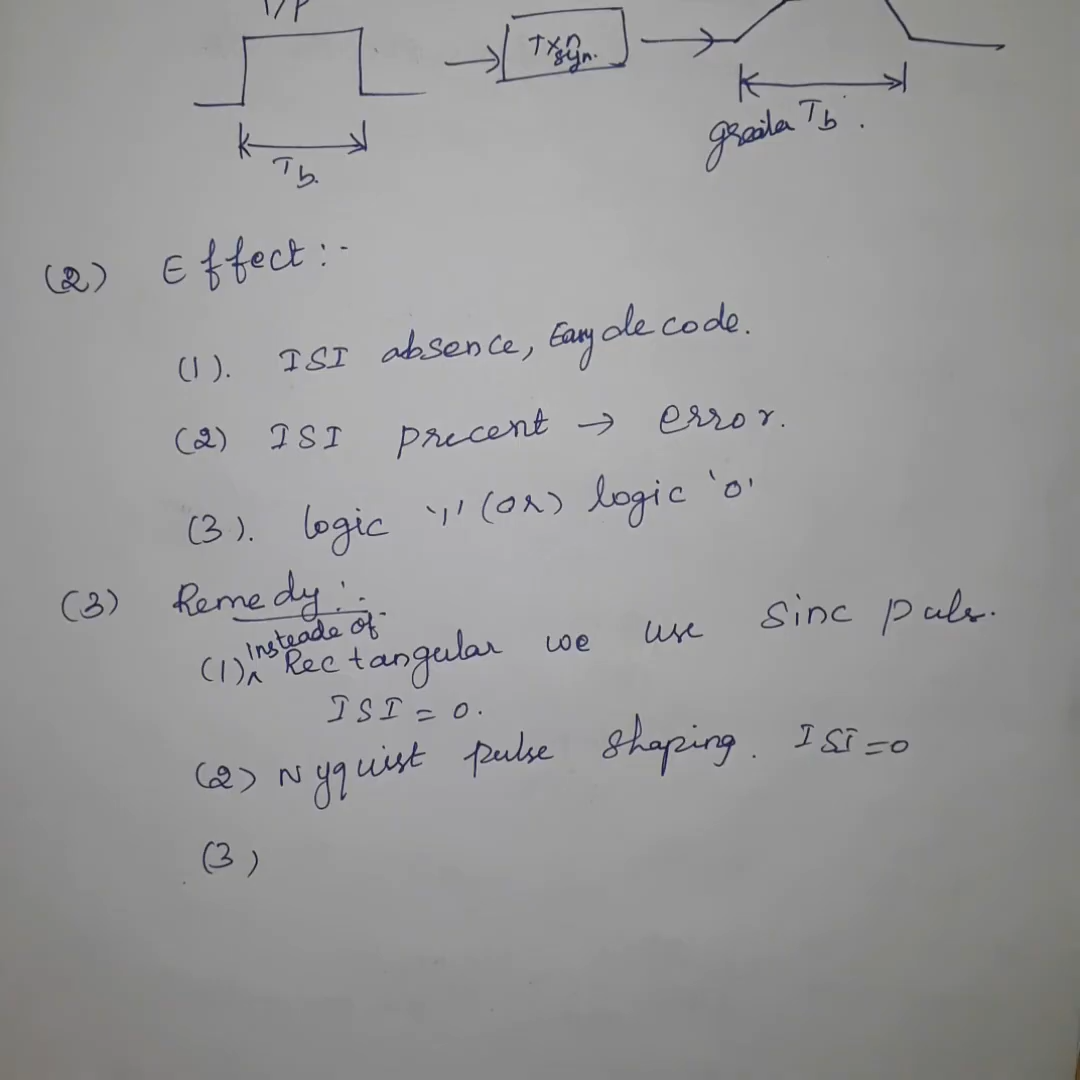 I/P
Txn
syn.
Tb.
greater Tb.
(2) Effect :-
(1). ISI absence, Easy decode.
(2) ISI precent → error.
(3). logic '1' (OR) logic '0'
(3) Remedy :-
insteade of
(1) ^ Rectangular we use Sinc puls.
ISI = 0.
(2) Nyquist pulse shaping. ISI = 0
(3)